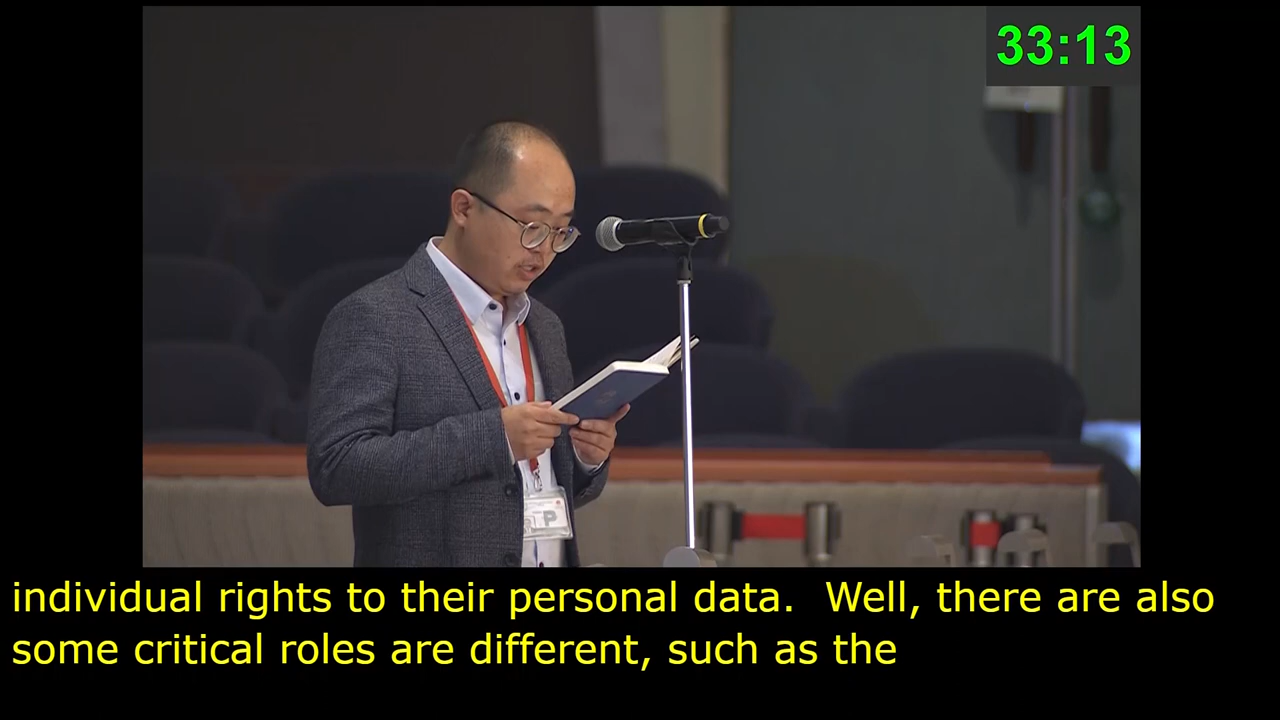 33:13
P
individual rights to their personal data.  Well, there are also
some critical roles are different, such as the